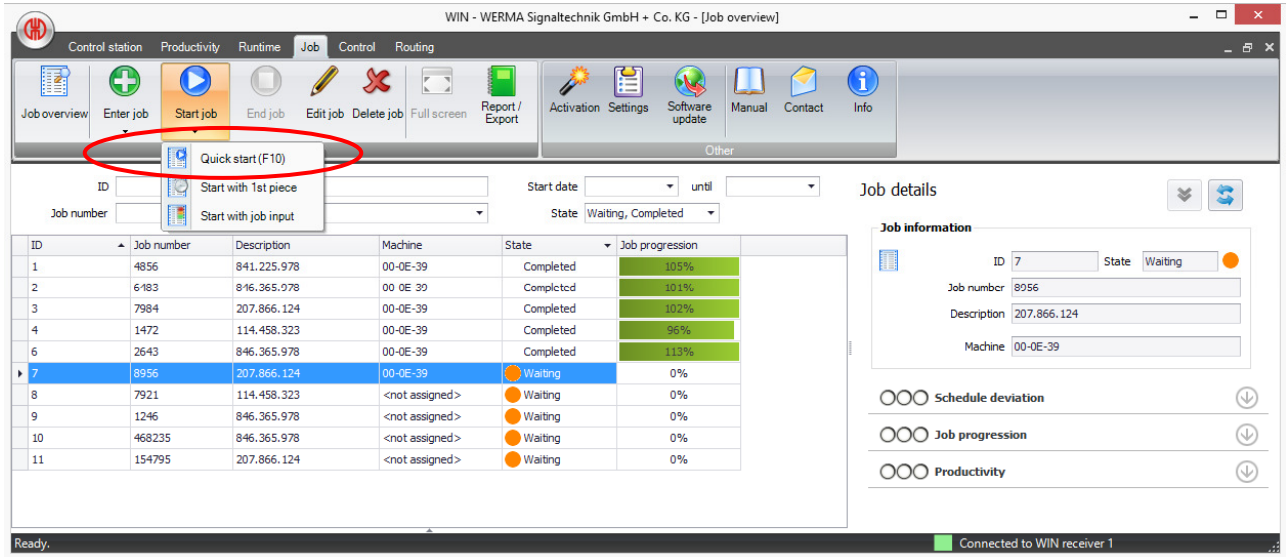 WIN - WERMA Signaltechnik GmbH + Co. KG - [Job overview]
Control station Productivity Runtime Job Control Routing
Job overview Enter job Start job End job Edit job Delete job Full screen Report / Export Activation Settings Software update Manual Contact Info
Other
Quick start (F10)
Start with 1st piece
Start with job input
ID Start date until
Job number State Waiting, Completed
ID Job number Description Machine State Job progression
1 4856 841.225.978 00-0E-39 Completed 105%
2 6483 846.365.978 00-0E-39 Completed 101%
3 7984 207.866.124 00-0E-39 Completed 102%
4 1472 114.458.323 00-0E-39 Completed 96%
6 2643 846.365.978 00-0E-39 Completed 113%
7 8956 207.866.124 00-0E-39 Waiting 0%
8 7921 114.458.323 <not assigned> Waiting 0%
9 1246 846.365.978 <not assigned> Waiting 0%
10 468235 846.365.978 <not assigned> Waiting 0%
11 154795 207.866.124 <not assigned> Waiting 0%
Job details
Job information
ID 7 State Waiting
Job number 8956
Description 207.866.124
Machine 00-0E-39
Schedule deviation
Job progression
Productivity
Ready. Connected to WIN receiver 1